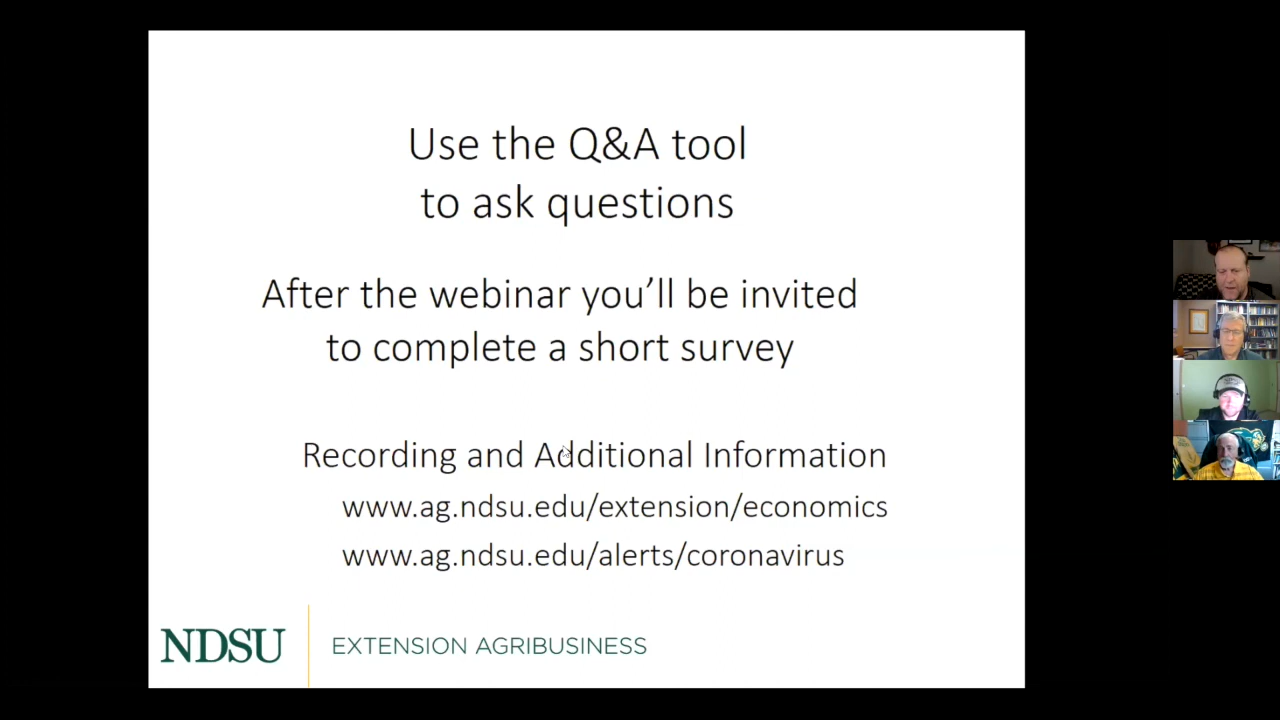 Use the Q&A tool
to ask questions
After the webinar you’ll be invited
to complete a short survey
Recording and Additional Information
www.ag.ndsu.edu/extension/economics
www.ag.ndsu.edu/alerts/coronavirus
NDSU
EXTENSION AGRIBUSINESS